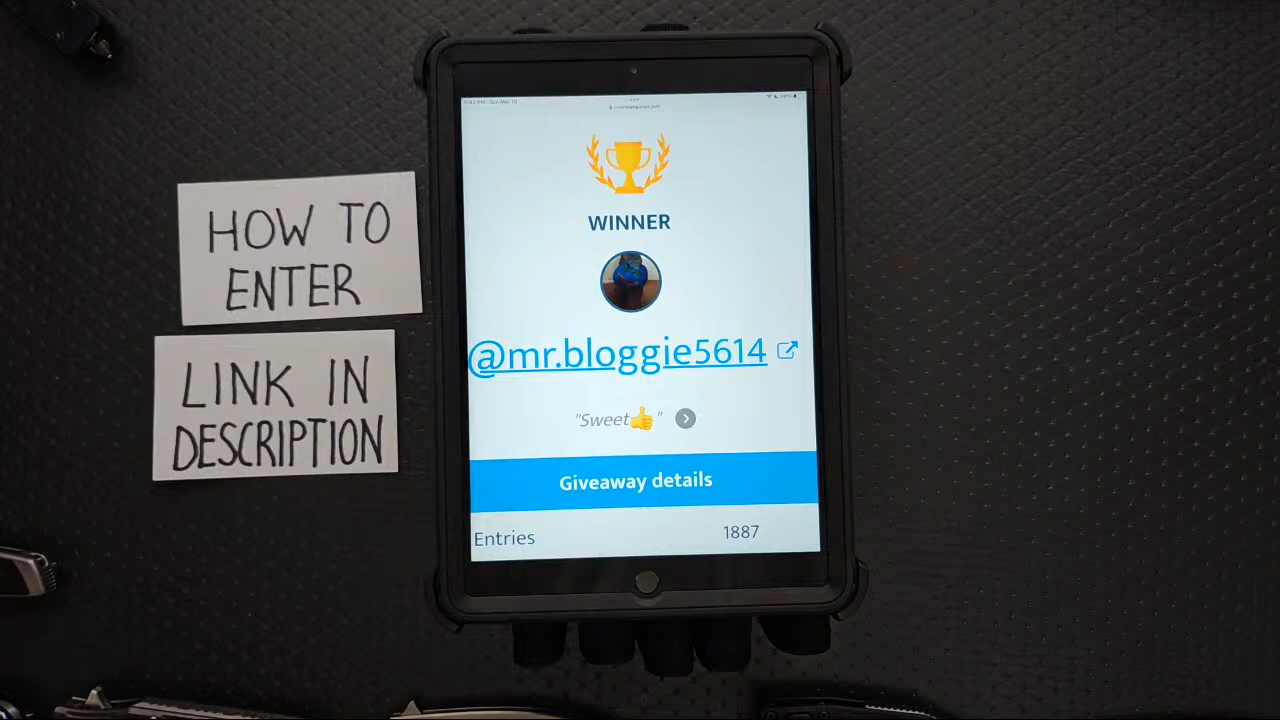 HOW TO
ENTER
LINK IN
DESCRIPTION
WINNER
@mr.bloggie5614
"Sweet👍"
Giveaway details
Entries 1887